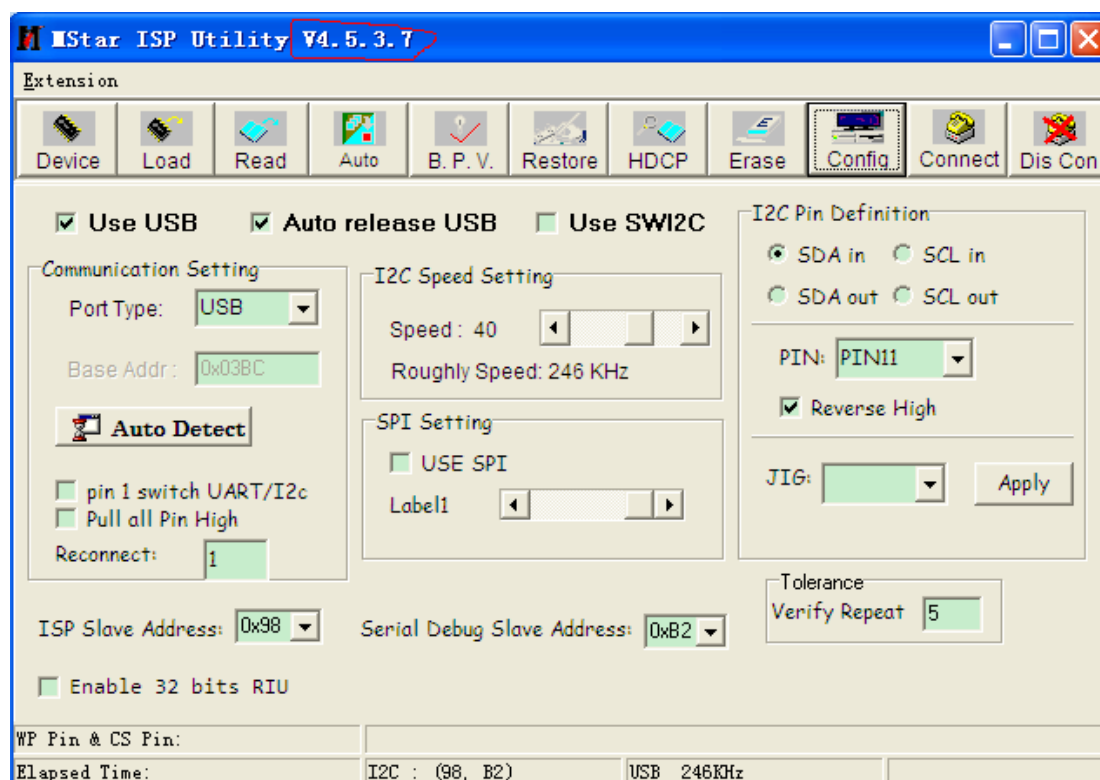 MStar ISP Utility V4.5.3.7
Extension
Device Load Read Auto B. P. V. Restore HDCP Erase Config Connect Dis Con
Use USB Auto release USB Use SWI2C
I2C Pin Definition
SDA in SCL in
SDA out SCL out
PIN: PIN11
Reverse High
JIG: Apply
Communication Setting
Port Type: USB
Base Addr: 0x03BC
Auto Detect
pin 1 switch UART/I2c
Pull all Pin High
Reconnect: 1
I2C Speed Setting
Speed : 40
Roughly Speed: 246 KHz
SPI Setting
USE SPI
Label1
Tolerance
Verify Repeat 5
ISP Slave Address: 0x98
Serial Debug Slave Address: 0xB2
Enable 32 bits RIU
WP Pin & CS Pin:
Elapsed Time: I2C : (98, B2) USB 246KHz